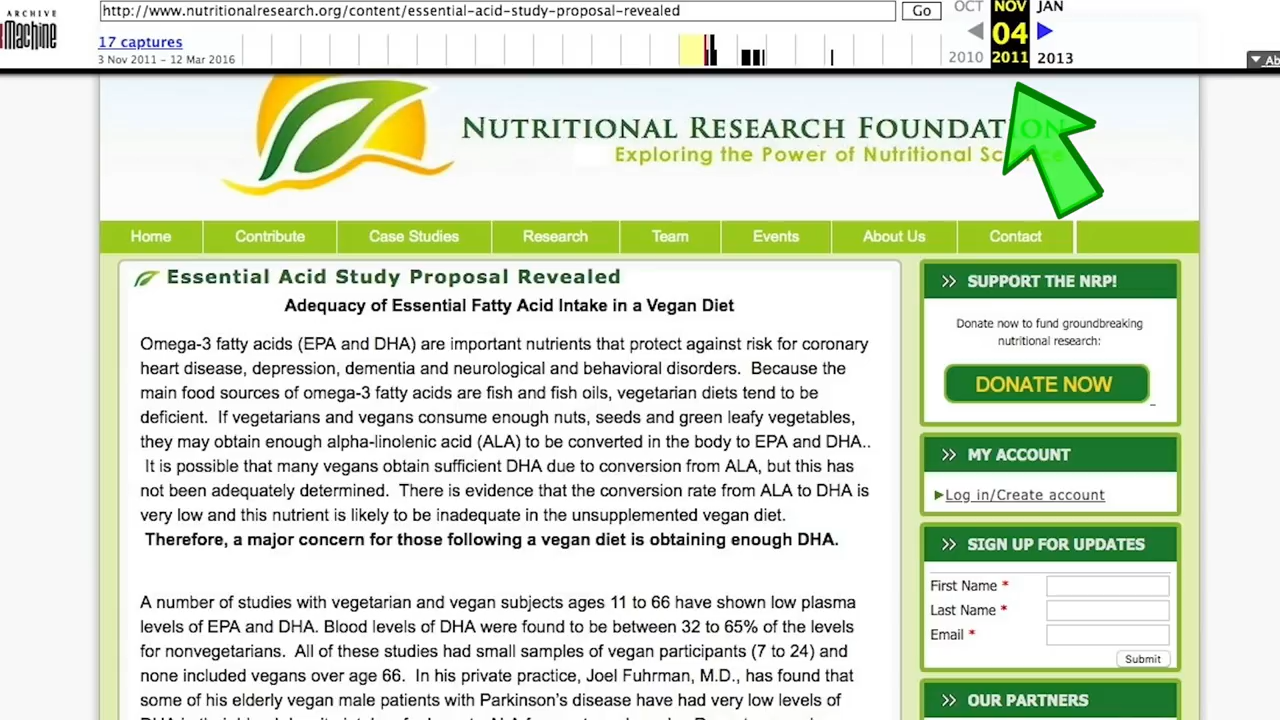 ARCHIVE
http://www.nutritionalresearch.org/content/essential-acid-study-proposal-revealed
Go
OCT NOV JAN
Machine
17 captures
04
3 Nov 2011 – 12 Mar 2016
2010 2011 2013
NUTRITIONAL RESEARCH FOUNDATION
Exploring the Power of Nutritional Science
Home Contribute Case Studies Research Team Events About Us Contact
Essential Acid Study Proposal Revealed
Adequacy of Essential Fatty Acid Intake in a Vegan Diet
Omega-3 fatty acids (EPA and DHA) are important nutrients that protect against risk for coronary
heart disease, depression, dementia and neurological and behavioral disorders.  Because the
main food sources of omega-3 fatty acids are fish and fish oils, vegetarian diets tend to be
deficient.  If vegetarians and vegans consume enough nuts, seeds and green leafy vegetables,
they may obtain enough alpha-linolenic acid (ALA) to be converted in the body to EPA and DHA..
It is possible that many vegans obtain sufficient DHA due to conversion from ALA, but this has
not been adequately determined.  There is evidence that the conversion rate from ALA to DHA is
very low and this nutrient is likely to be inadequate in the unsupplemented vegan diet.
Therefore, a major concern for those following a vegan diet is obtaining enough DHA.
A number of studies with vegetarian and vegan subjects ages 11 to 66 have shown low plasma
levels of EPA and DHA. Blood levels of DHA were found to be between 32 to 65% of the levels
for nonvegetarians.  All of these studies had small samples of vegan participants (7 to 24) and
none included vegans over age 66.  In his private practice, Joel Fuhrman, M.D., has found that
some of his elderly vegan male patients with Parkinson's disease have had very low levels of
SUPPORT THE NRP!
Donate now to fund groundbreaking
nutritional research:
DONATE NOW
MY ACCOUNT
Log in/Create account
SIGN UP FOR UPDATES
First Name *
Last Name *
Email *
Submit
OUR PARTNERS